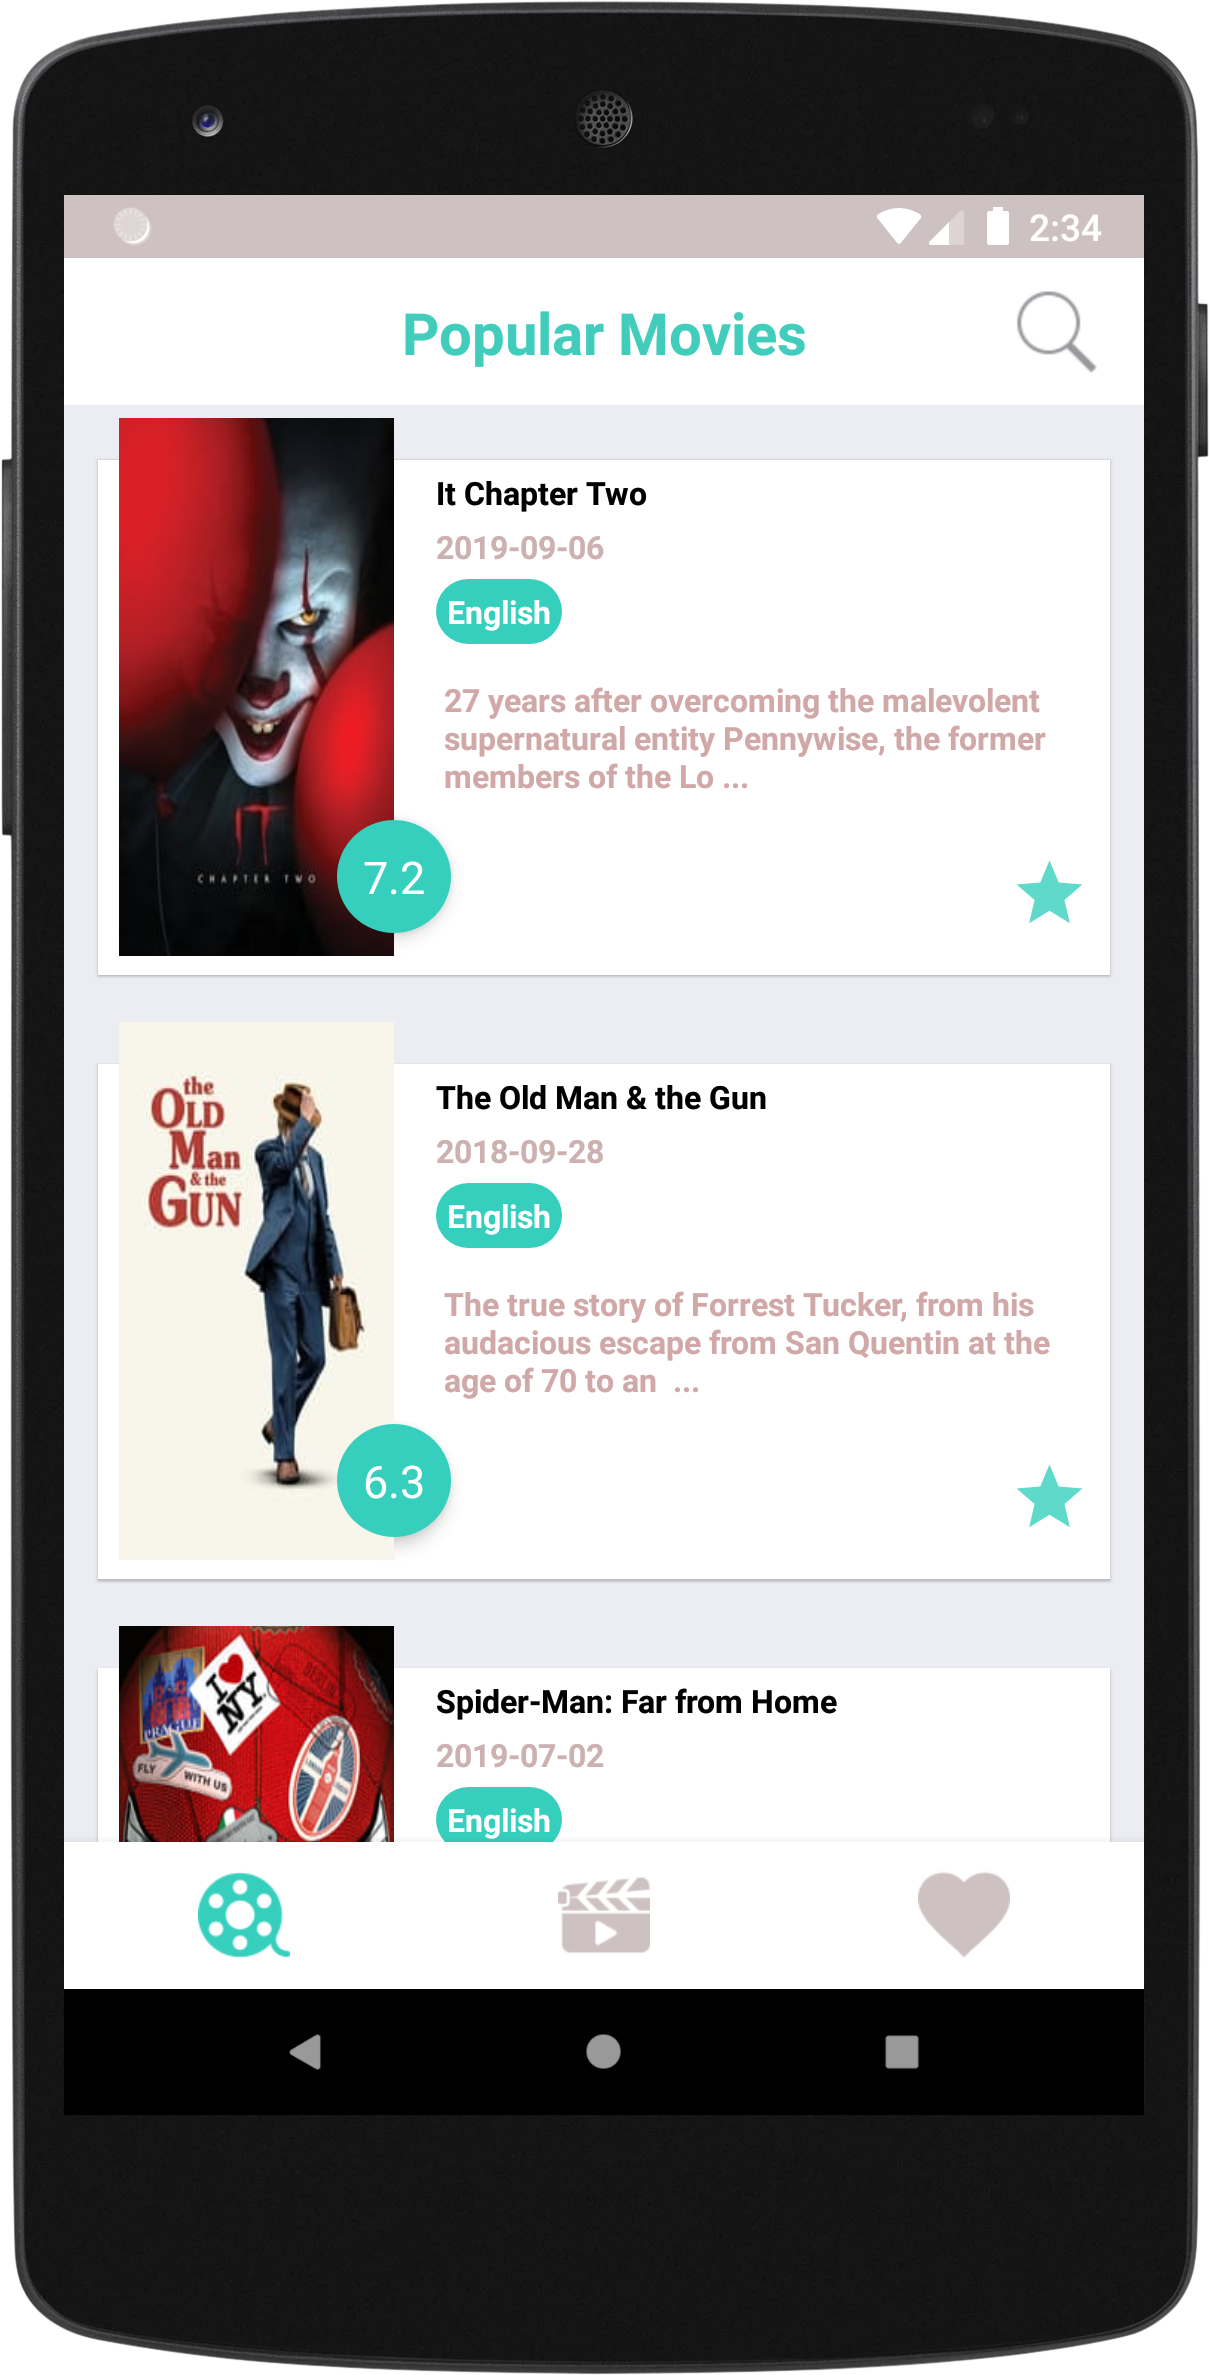 2:34
Popular Movies
It Chapter Two
2019-09-06
English
27 years after overcoming the malevolent
supernatural entity Pennywise, the former
members of the Lo ...
IT
CHAPTER TWO
7.2
the
OLD
MAN
& the
GUN
The Old Man & the Gun
2018-09-28
English
The true story of Forrest Tucker, from his
audacious escape from San Quentin at the
age of 70 to an  ...
6.3
I
NY
BERLIN
PRAGUE
FLY WITH US
LONDON
Spider-Man: Far from Home
2019-07-02
English